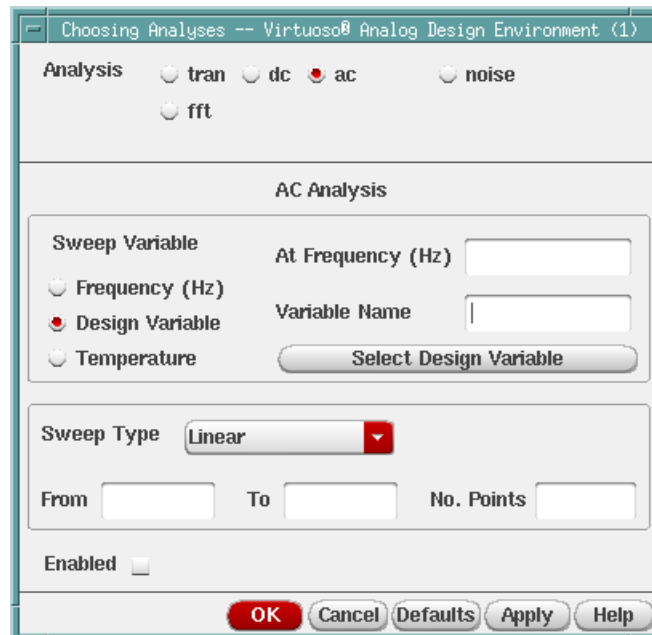 Choosing Analyses -- Virtuoso® Analog Design Environment (1)
Analysis tran dc ac noise
fft
AC Analysis
Sweep Variable
Frequency (Hz)
Design Variable
Temperature
At Frequency (Hz)
Variable Name
Select Design Variable
Sweep Type Linear
From To No. Points
Enabled
OK Cancel Defaults Apply Help